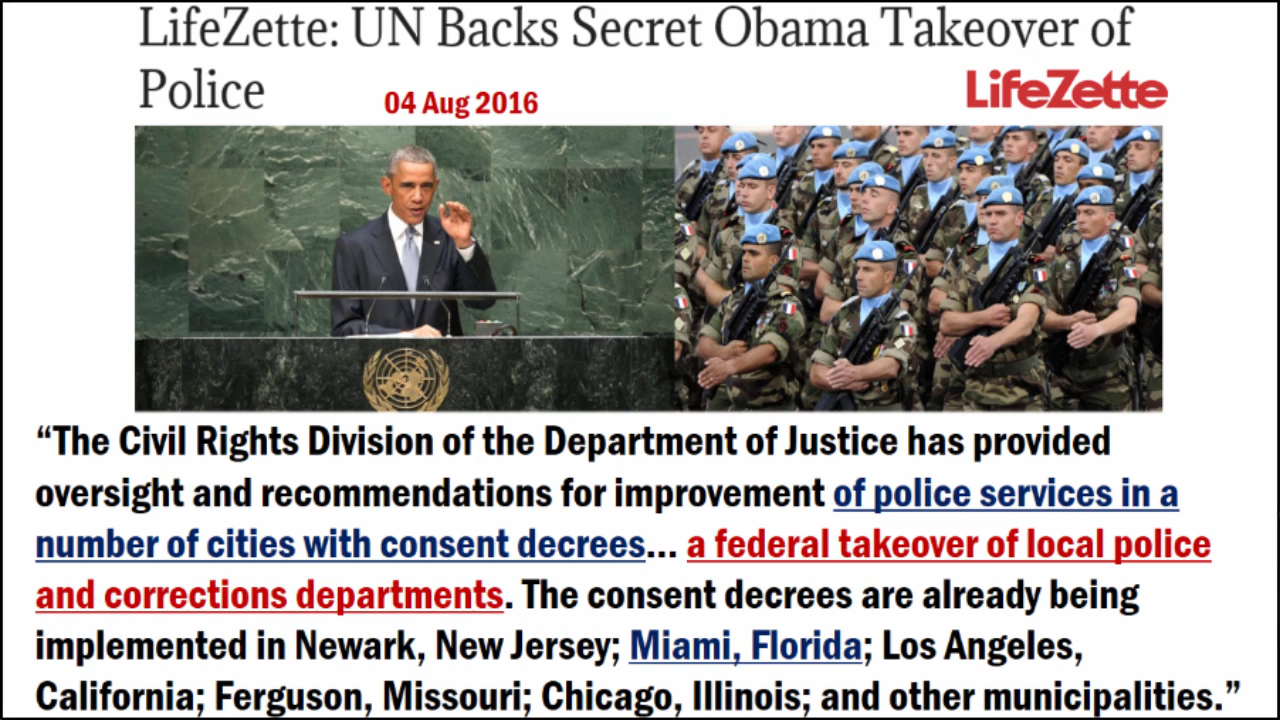 LifeZette: UN Backs Secret Obama Takeover of
Police
04 Aug 2016
LifeZette
“The Civil Rights Division of the Department of Justice has provided
oversight and recommendations for improvement of police services in a
number of cities with consent decrees... a federal takeover of local police
and corrections departments. The consent decrees are already being
implemented in Newark, New Jersey; Miami, Florida; Los Angeles,
California; Ferguson, Missouri; Chicago, Illinois; and other municipalities.”